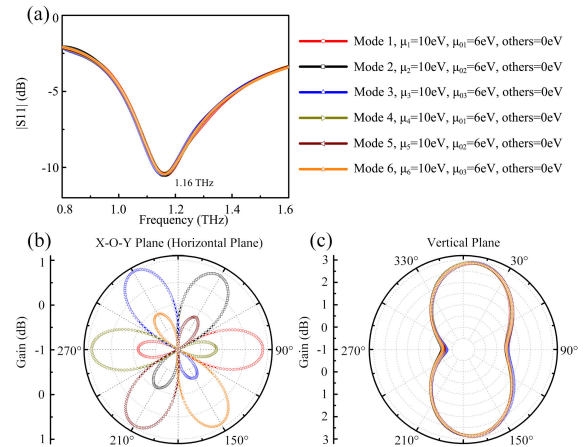 (a)
0
-5
-10
|S11| (dB)
1.16 THz
0.8
1.0
1.2
1.4
1.6
Frequency (THz)
Mode 1, μ₁=10eV, μ₀₁=6eV, others=0eV
Mode 2, μ₂=10eV, μ₀₂=6eV, others=0eV
Mode 3, μ₃=10eV, μ₀₃=6eV, others=0eV
Mode 4, μ₄=10eV, μ₀₁=6eV, others=0eV
Mode 5, μ₅=10eV, μ₀₂=6eV, others=0eV
Mode 6, μ₆=10eV, μ₀₃=6eV, others=0eV
(b)
X-O-Y Plane (Horizontal Plane)
1
0
-1
0
1
Gain (dB)
270°
90°
210°
150°
(c)
Vertical Plane
3
2
1
0
-1
0
1
2
3
Gain (dB)
330°
30°
270°
90°
210°
150°